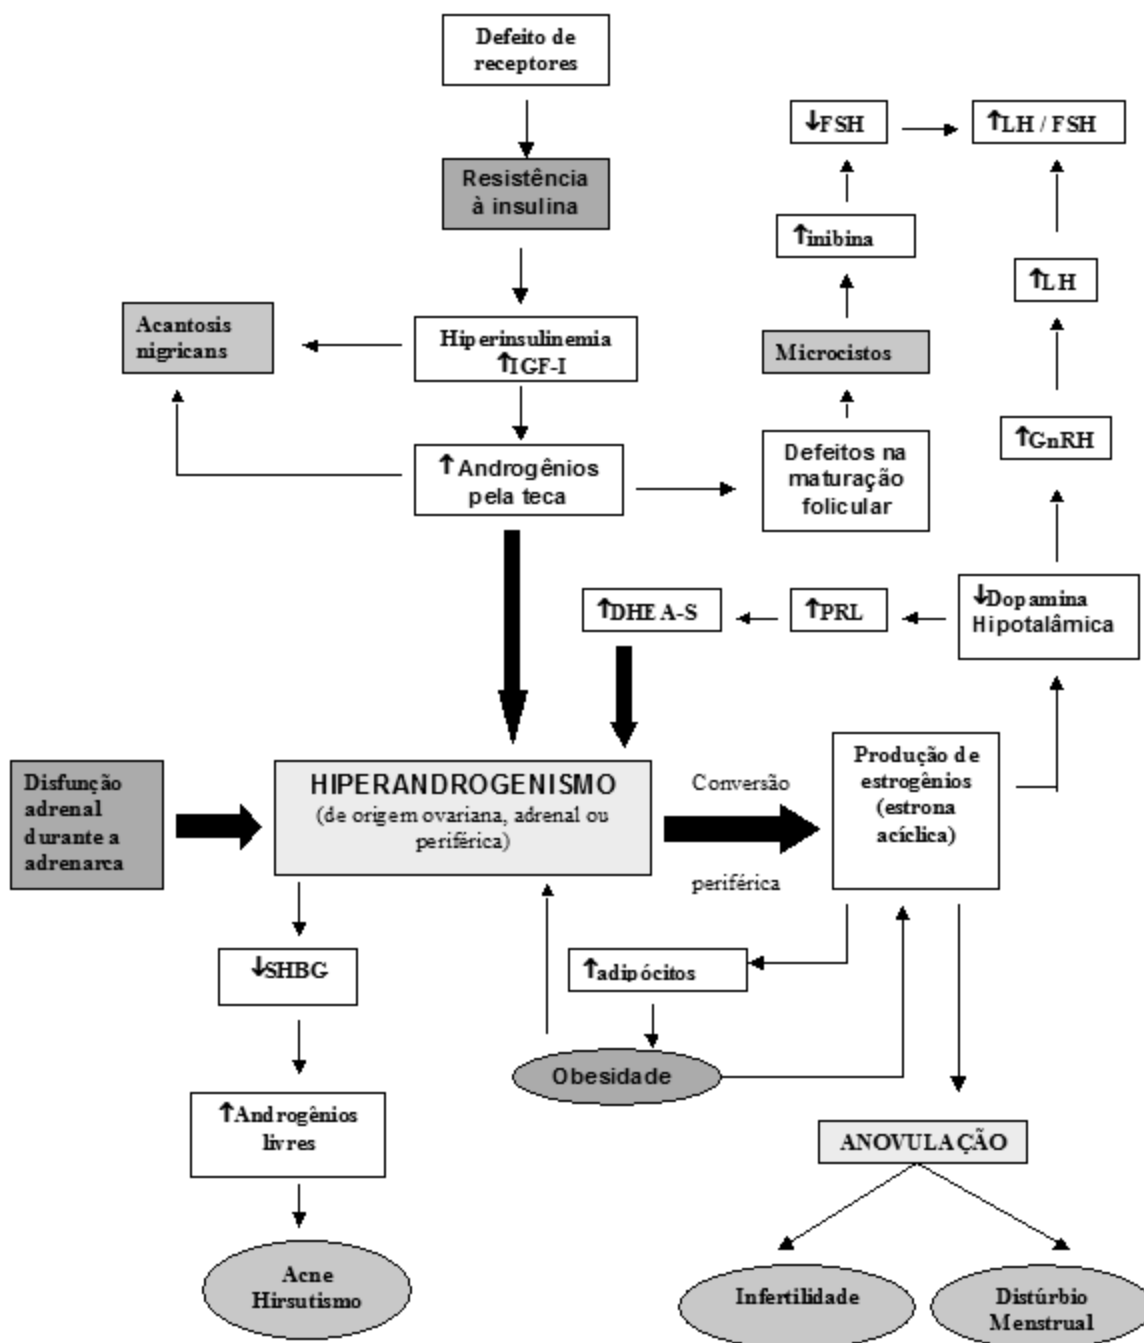 Defeito de
receptores
↓FSH
↑LH / FSH
Resistência
à insulina
↑inibina
↑LH
Acantosis
nigricans
Hiperinsulinemia
↑IGF-I
Microcistos
↑GnRH
↑Androgênios
pela teca
Defeitos na
maturação
folicular
↑DHEA-S
↑PRL
↓Dopamina
Hipotalâmica
Disfunção
adrenal
durante a
adrenarca
HIPERANDROGENISMO
(de origem ovariana, adrenal ou
periférica)
Conversão
periférica
Produção de
estrogênios
(estrona
acíclica)
↓SHBG
↑adipócitos
Obesidade
↑Androgênios
livres
ANOVULAÇÃO
Acne
Hirsutismo
Infertilidade
Distúrbio
Menstrual